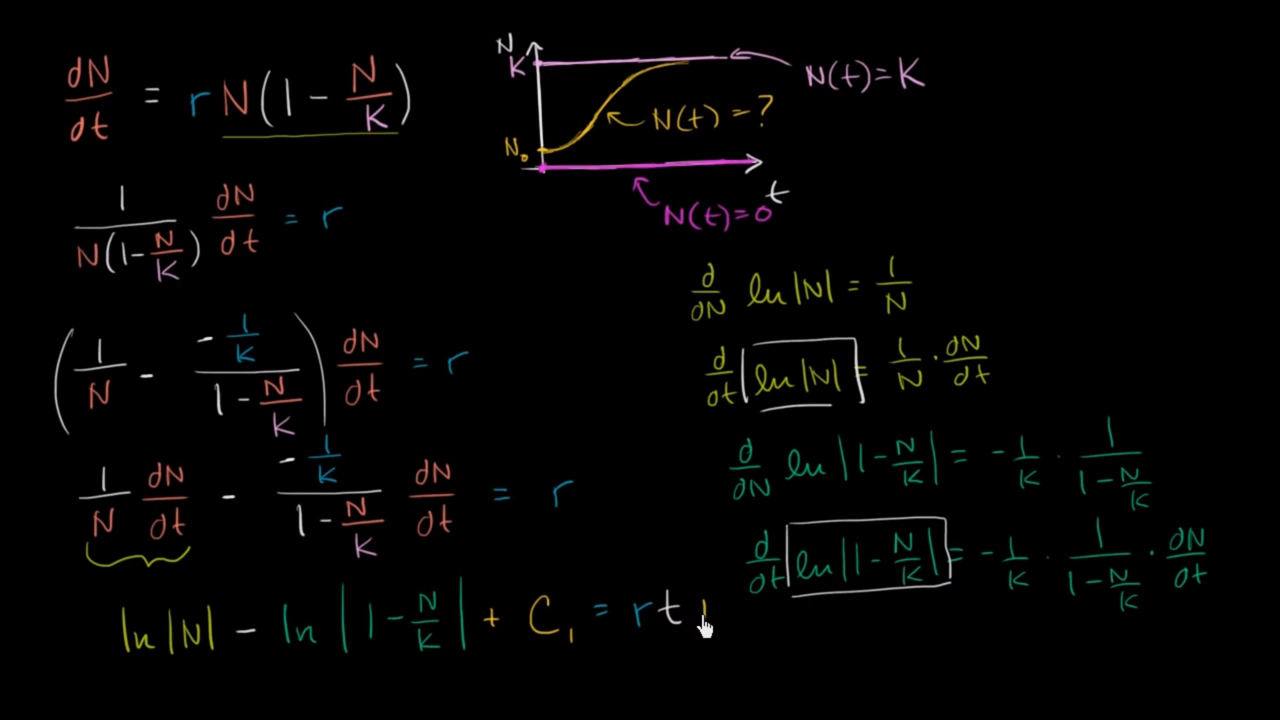 dN/dt = rN(1 - N/K)
1/(N(1 - N/K)) dN/dt = r
(1/N - (-1/K)/(1 - N/K)) dN/dt = r
1/N dN/dt - (-1/K)/(1 - N/K) dN/dt = r
ln|N| - ln|1 - N/K| + C₁ = rt
N
K
N(t) = K
N(t) = ?
N₀
t
N(t) = 0
d/dN ln|N| = 1/N
d/dt [ln|N|] = 1/N · dN/dt
d/dN ln|1 - N/K| = -1/K · 1/(1 - N/K)
d/dt [ln|1 - N/K|] = -1/K · 1/(1 - N/K) · dN/dt